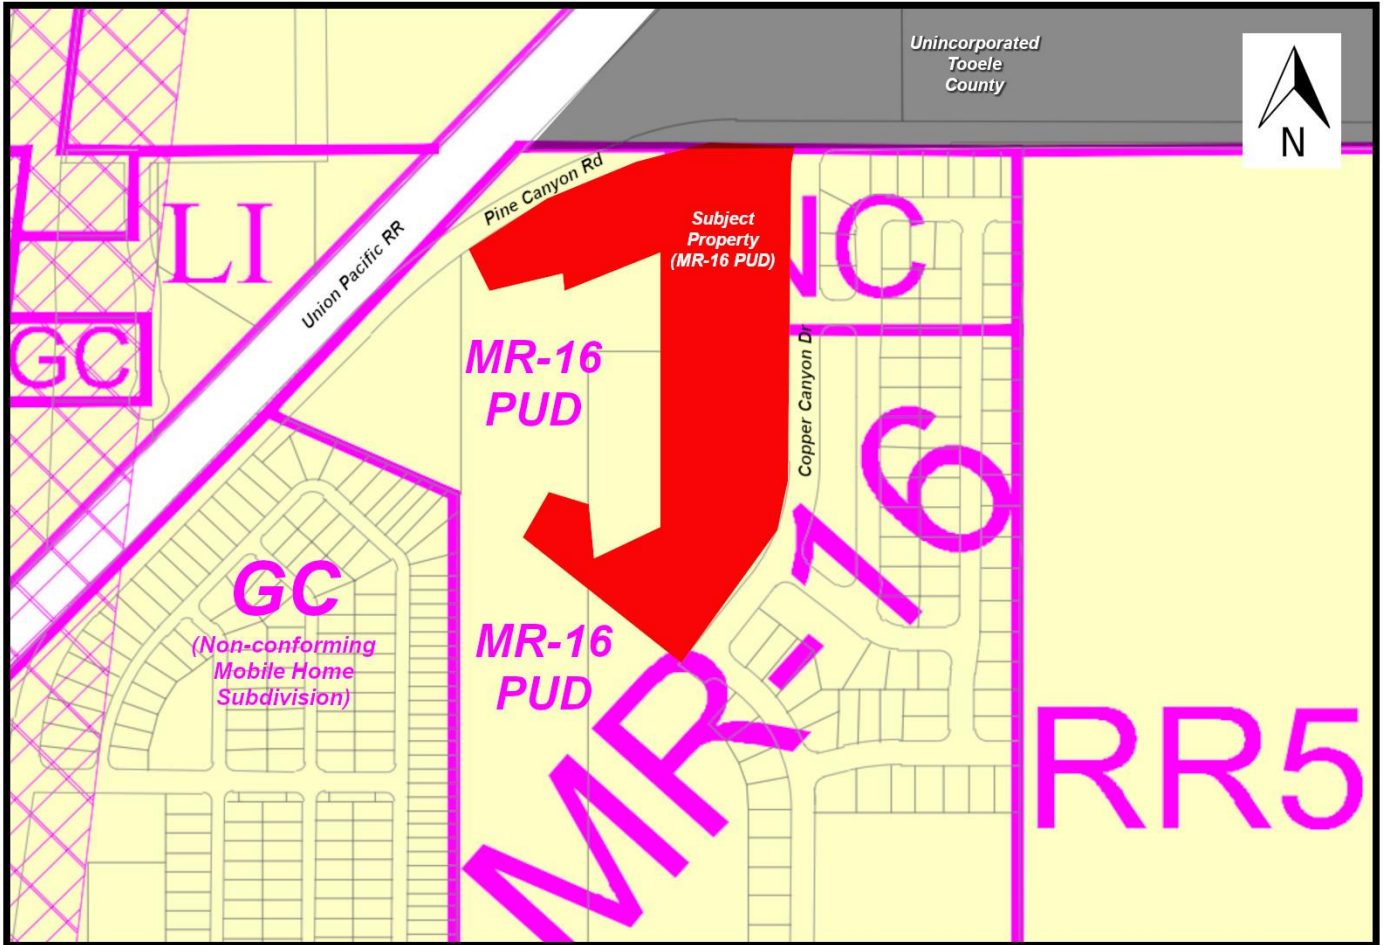 Unincorporated
Tooele
County
N
Pine Canyon Rd
LI
Union Pacific RR
Subject
Property
(MR-16 PUD)
NC
GC
MR-16
PUD
Copper Canyon Dr
GC
(Non-conforming
Mobile Home
Subdivision)
MR-16
PUD
MR-16
RR5